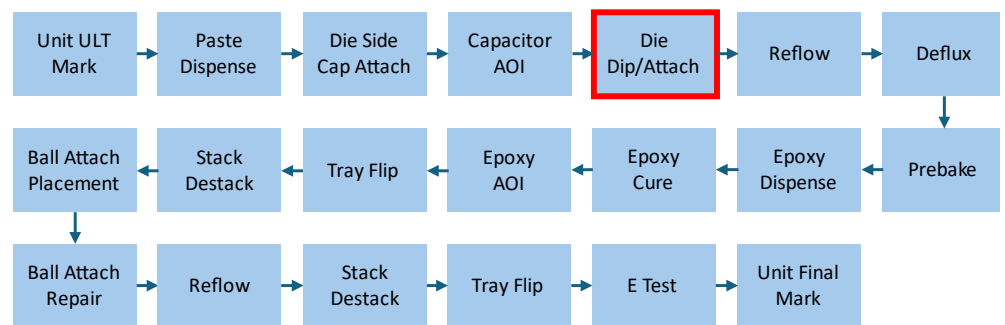 Unit ULT
Mark
Paste
Dispense
Die Side
Cap Attach
Capacitor
AOI
Die
Dip/Attach
Reflow
Deflux
Ball Attach
Placement
Stack
Destack
Tray Flip
Epoxy
AOI
Epoxy
Cure
Epoxy
Dispense
Prebake
Ball Attach
Repair
Reflow
Stack
Destack
Tray Flip
E Test
Unit Final
Mark